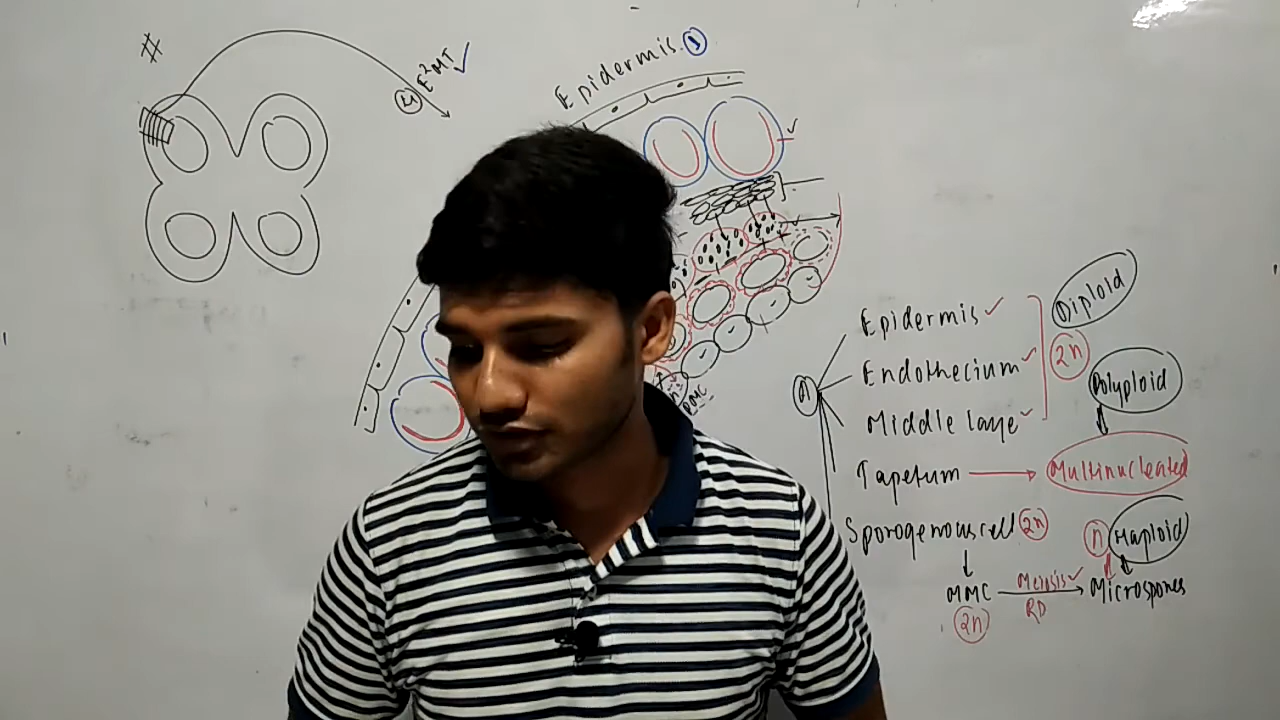 #
4 E²MT
Epidermis 1
PMC
n
Epidermis
Endothecium
Middle laye
2n
Diploid
Polyploid
Tapetum
Multinucleated
Sporogenous cell 2n
n Haploid
MMC Meiosis Microspores
RD
2n